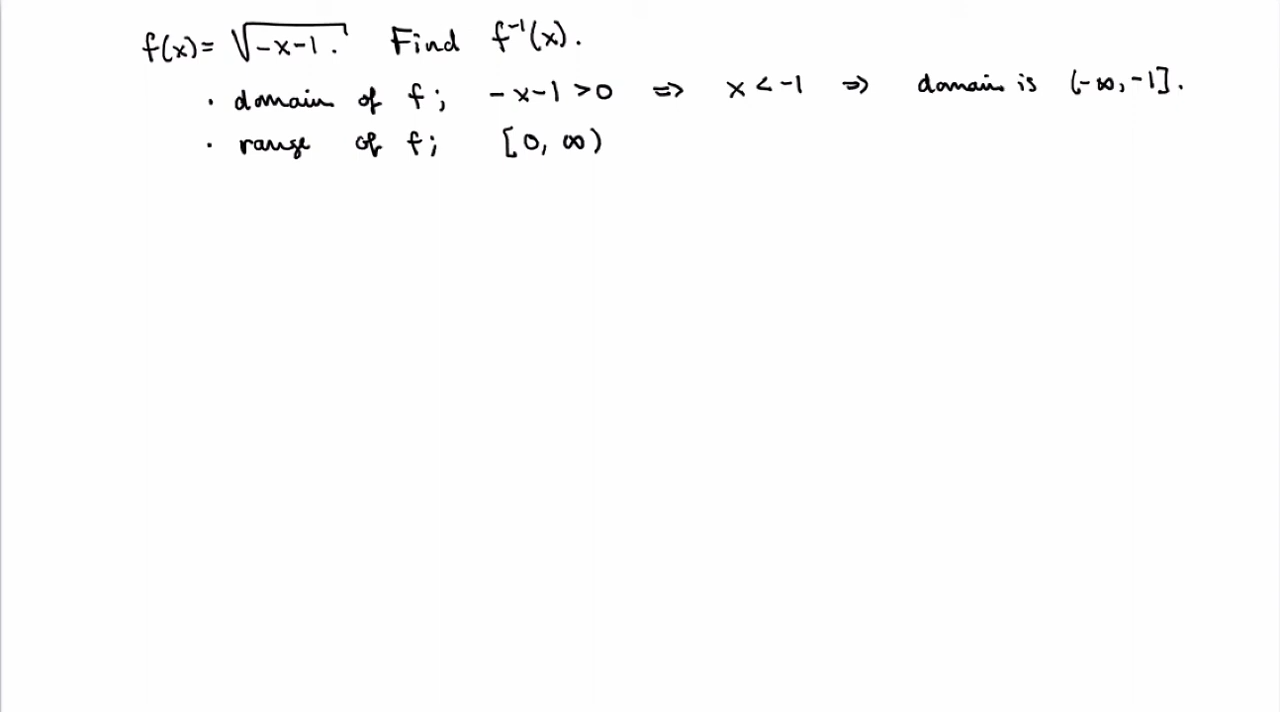 f(x) = √(-x-1). Find f⁻¹(x).
· domain of f; -x-1 > 0 ⇒ x < -1 ⇒ domain is (-∞, -1].
· range of f; [0, ∞)